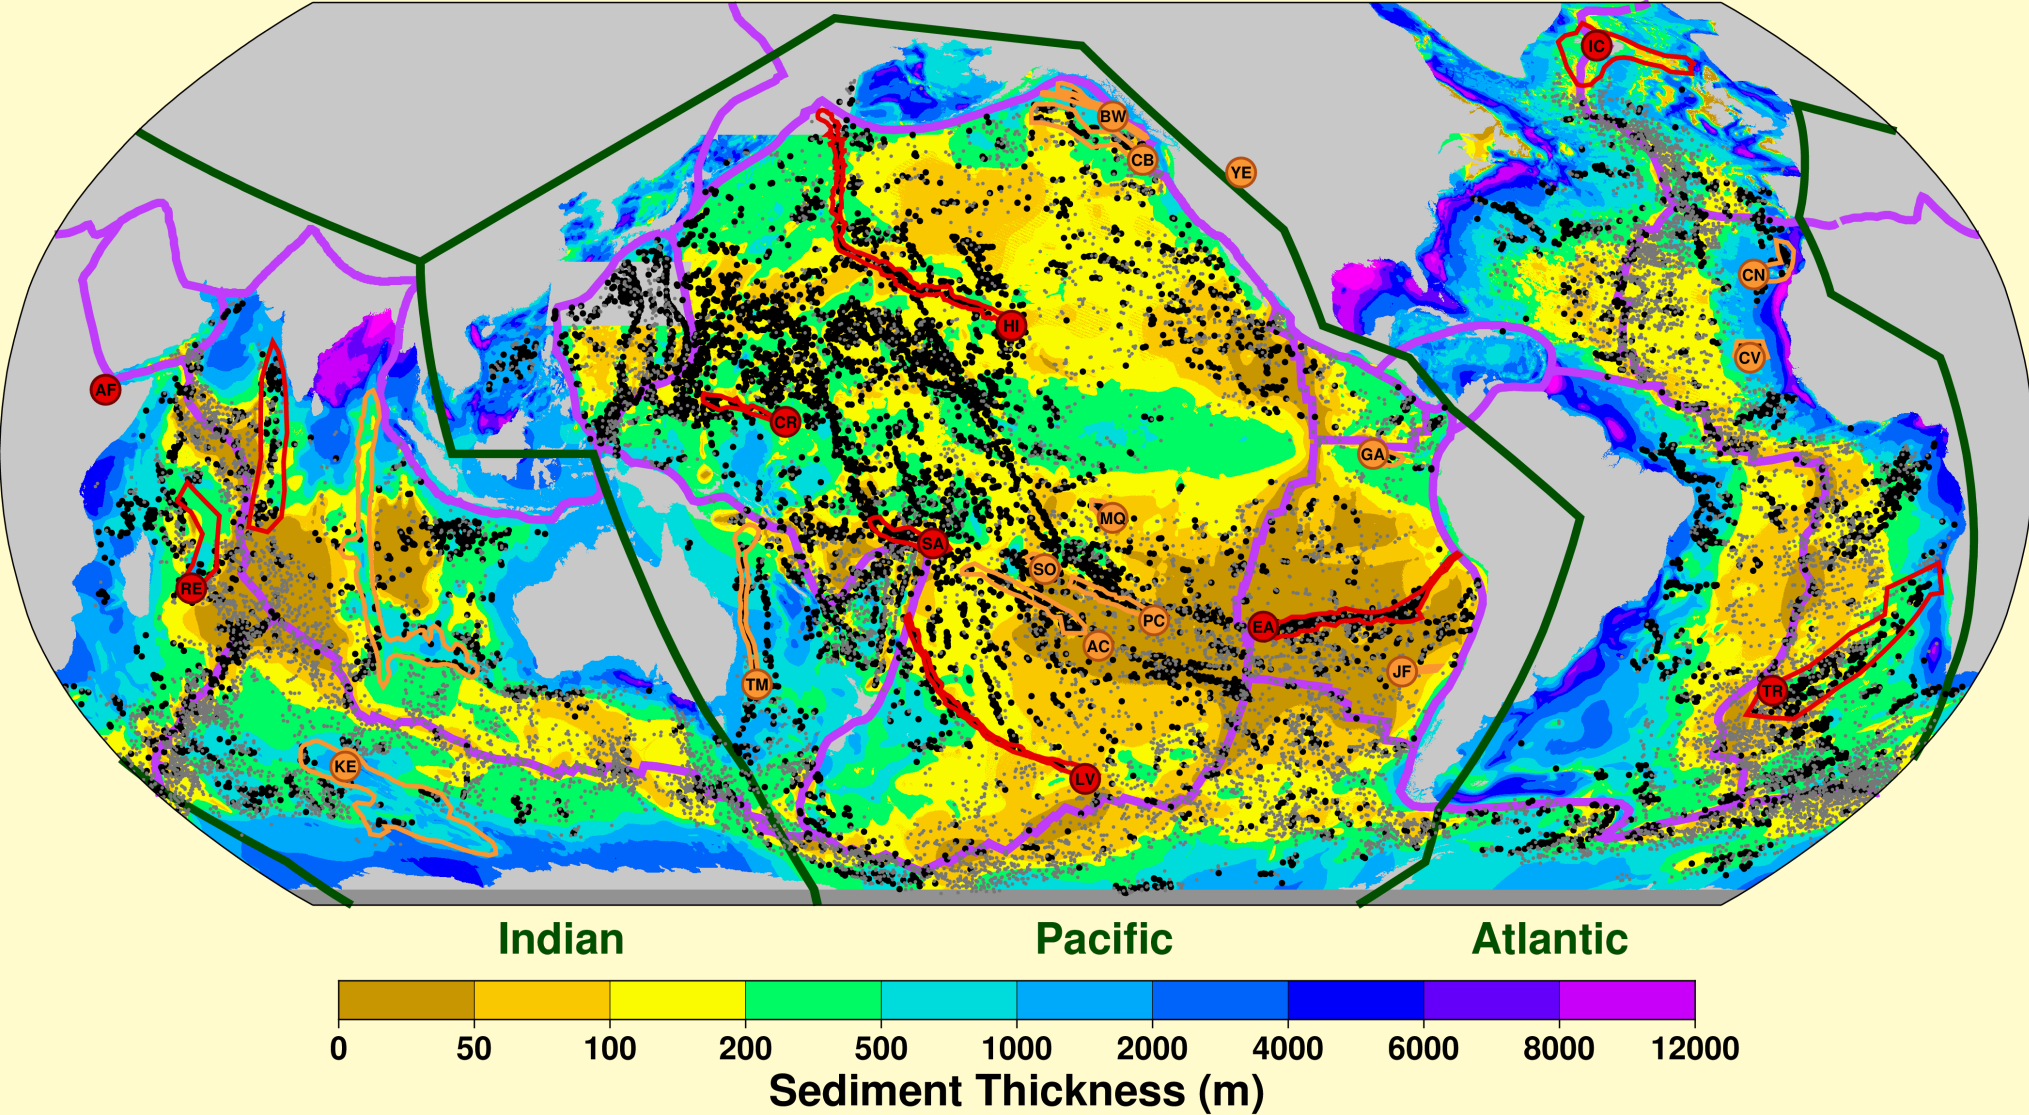 IC
BW
CB
YE
CN
HI
CV
AF
CR
GA
MQ
SA
SO
RE
PC
EA
AC
JF
TM
TR
KE
LV
Indian Pacific Atlantic
0 50 100 200 500 1000 2000 4000 6000 8000 12000
Sediment Thickness (m)